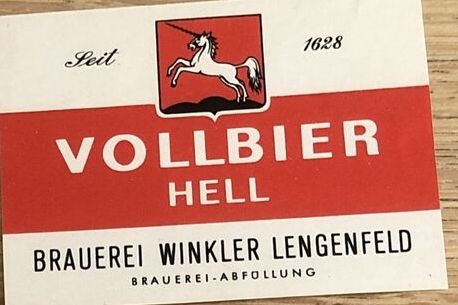 Seit 1628
VOLLBIER
HELL
BRAUEREI WINKLER LENGENFELD
BRAUEREI-ABFÜLLUNG